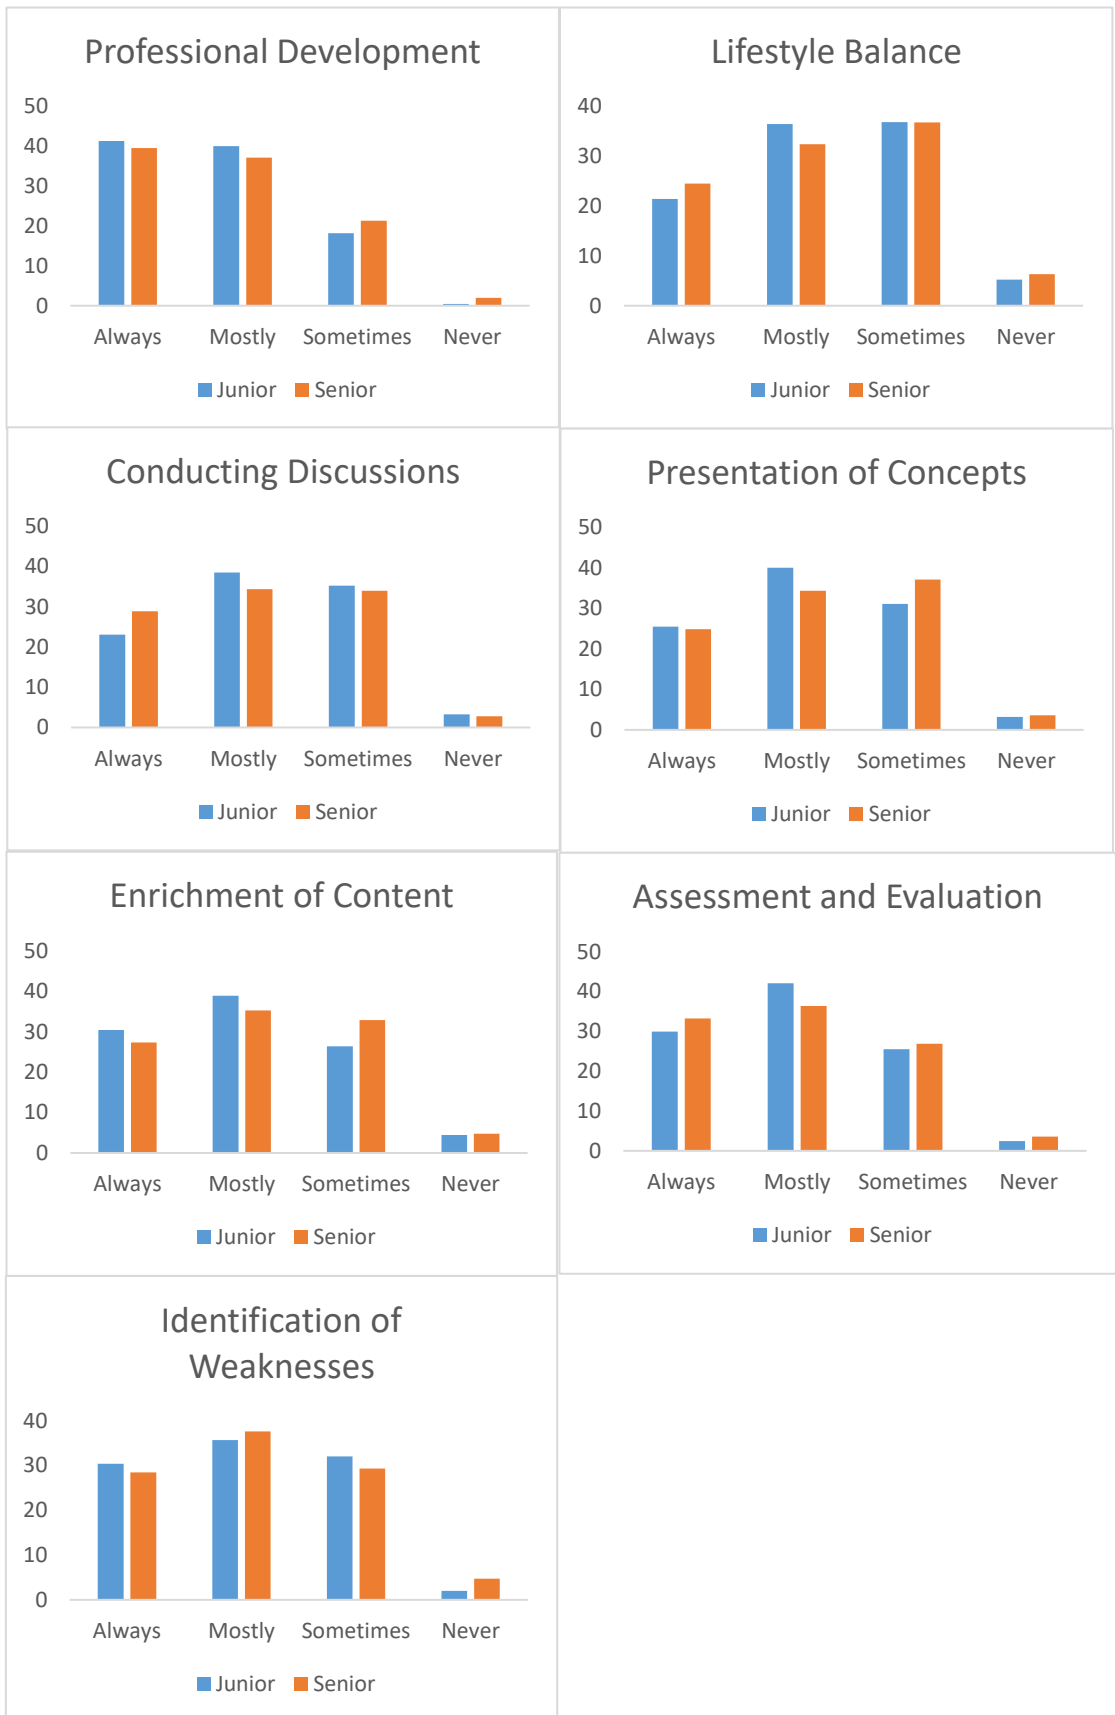 Professional Development
50
40
30
20
10
0
Always Mostly Sometimes Never
Junior Senior
Lifestyle Balance
40
30
20
10
0
Always Mostly Sometimes Never
Junior Senior
Conducting Discussions
50
40
30
20
10
0
Always Mostly Sometimes Never
Junior Senior
Presentation of Concepts
50
40
30
20
10
0
Always Mostly Sometimes Never
Junior Senior
Enrichment of Content
50
40
30
20
10
0
Always Mostly Sometimes Never
Junior Senior
Assessment and Evaluation
50
40
30
20
10
0
Always Mostly Sometimes Never
Junior Senior
Identification of
Weaknesses
40
30
20
10
0
Always Mostly Sometimes Never
Junior Senior